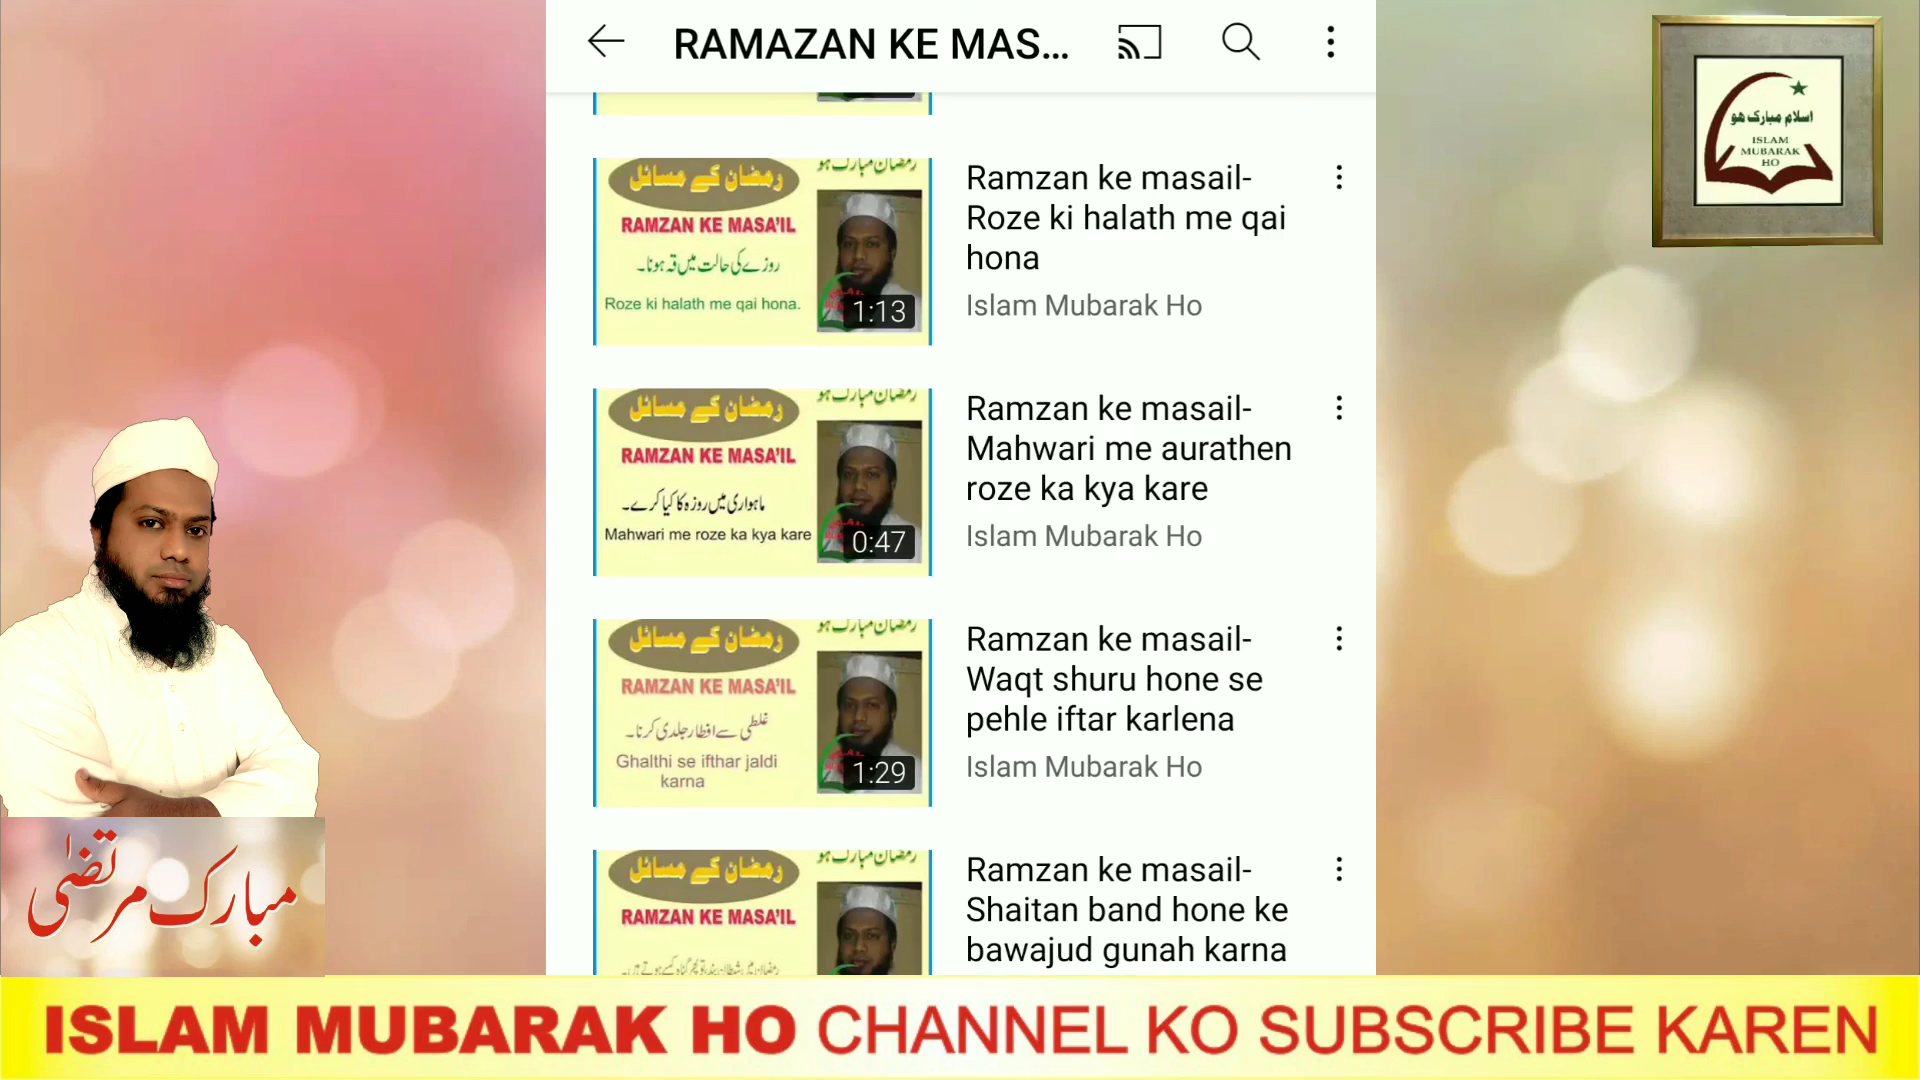 RAMAZAN KE MAS...
اسلام مبارک ھو
ISLAM
MUBARAK
HO
رمضان کے مسائل
رمضان مبارک ہو
RAMZAN KE MASA'IL
روزے کی حالت میں قہ ہونا۔
Roze ki halath me qai hona.
1:13
Ramzan ke masail-
Roze ki halath me qai
hona
Islam Mubarak Ho
رمضان کے مسائل
رمضان مبارک ہو
RAMZAN KE MASA'IL
ماہواری میں روزہ کا کیا کرے۔
Mahwari me roze ka kya kare
0:47
Ramzan ke masail-
Mahwari me aurathen
roze ka kya kare
Islam Mubarak Ho
رمضان کے مسائل
رمضان مبارک ہو
RAMZAN KE MASA'IL
غلطی سے افطار جلدی کرنا۔
Ghalthi se ifthar jaldi
karna
1:29
Ramzan ke masail-
Waqt shuru hone se
pehle iftar karlena
Islam Mubarak Ho
رمضان کے مسائل
رمضان مبارک ہو
RAMZAN KE MASA'IL
Ramzan ke masail-
Shaitan band hone ke
bawajud gunah karna
مبارک مرتضیٰ
ISLAM MUBARAK HO CHANNEL KO SUBSCRIBE KAREN